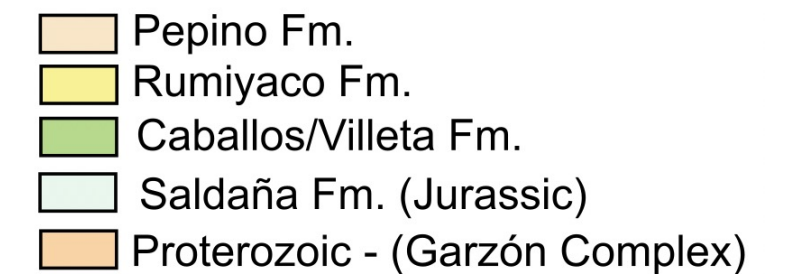 Pepino Fm.
Rumiyaco Fm.
Caballos/Villeta Fm.
Saldaña Fm. (Jurassic)
Proterozoic - (Garzón Complex)